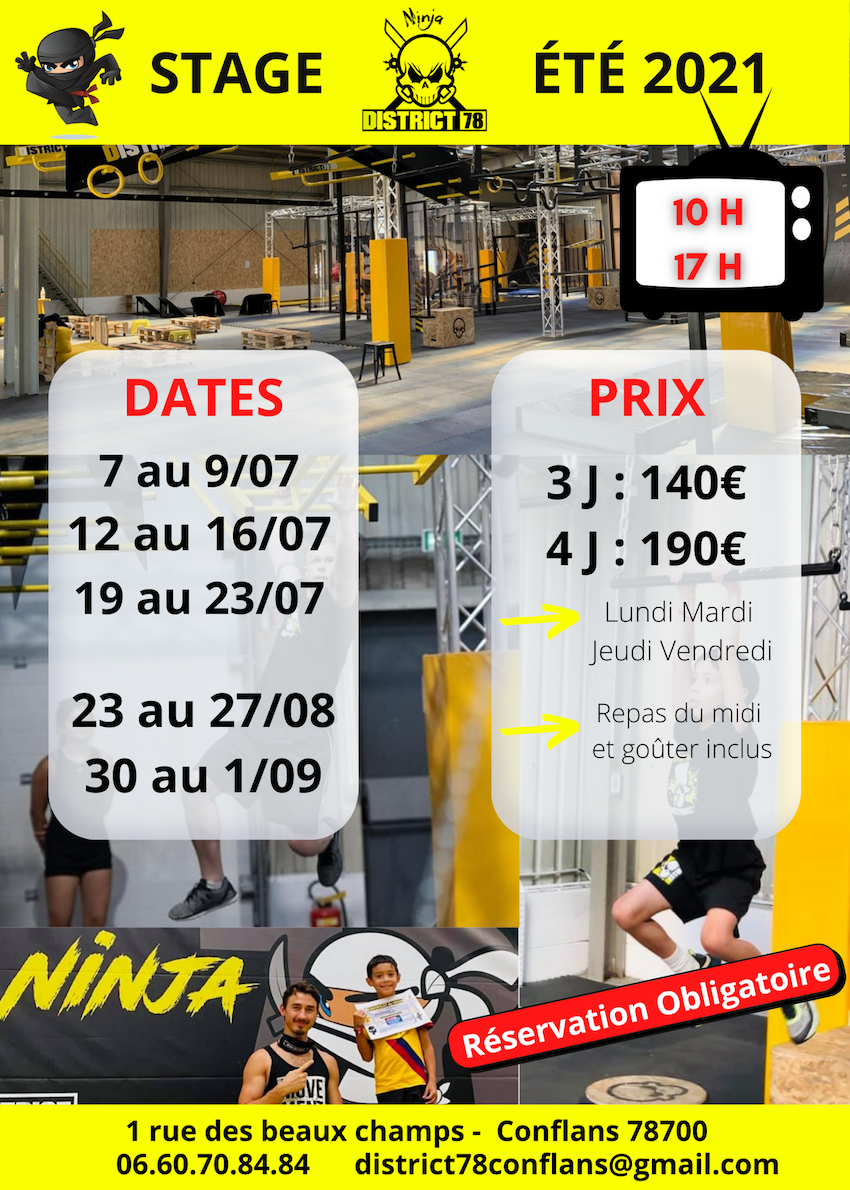 Ninja
STAGE
ÉTÉ 2021
DISTRICT 78
10 H
17 H
DATES
7 au 9/07
12 au 16/07
19 au 23/07
23 au 27/08
30 au 1/09
PRIX
3 J : 140€
4 J : 190€
Lundi Mardi
Jeudi Vendredi
Repas du midi
et goûter inclus
NiNJA
Réservation Obligatoire
1 rue des beaux champs - Conflans 78700
06.60.70.84.84 district78conflans@gmail.com